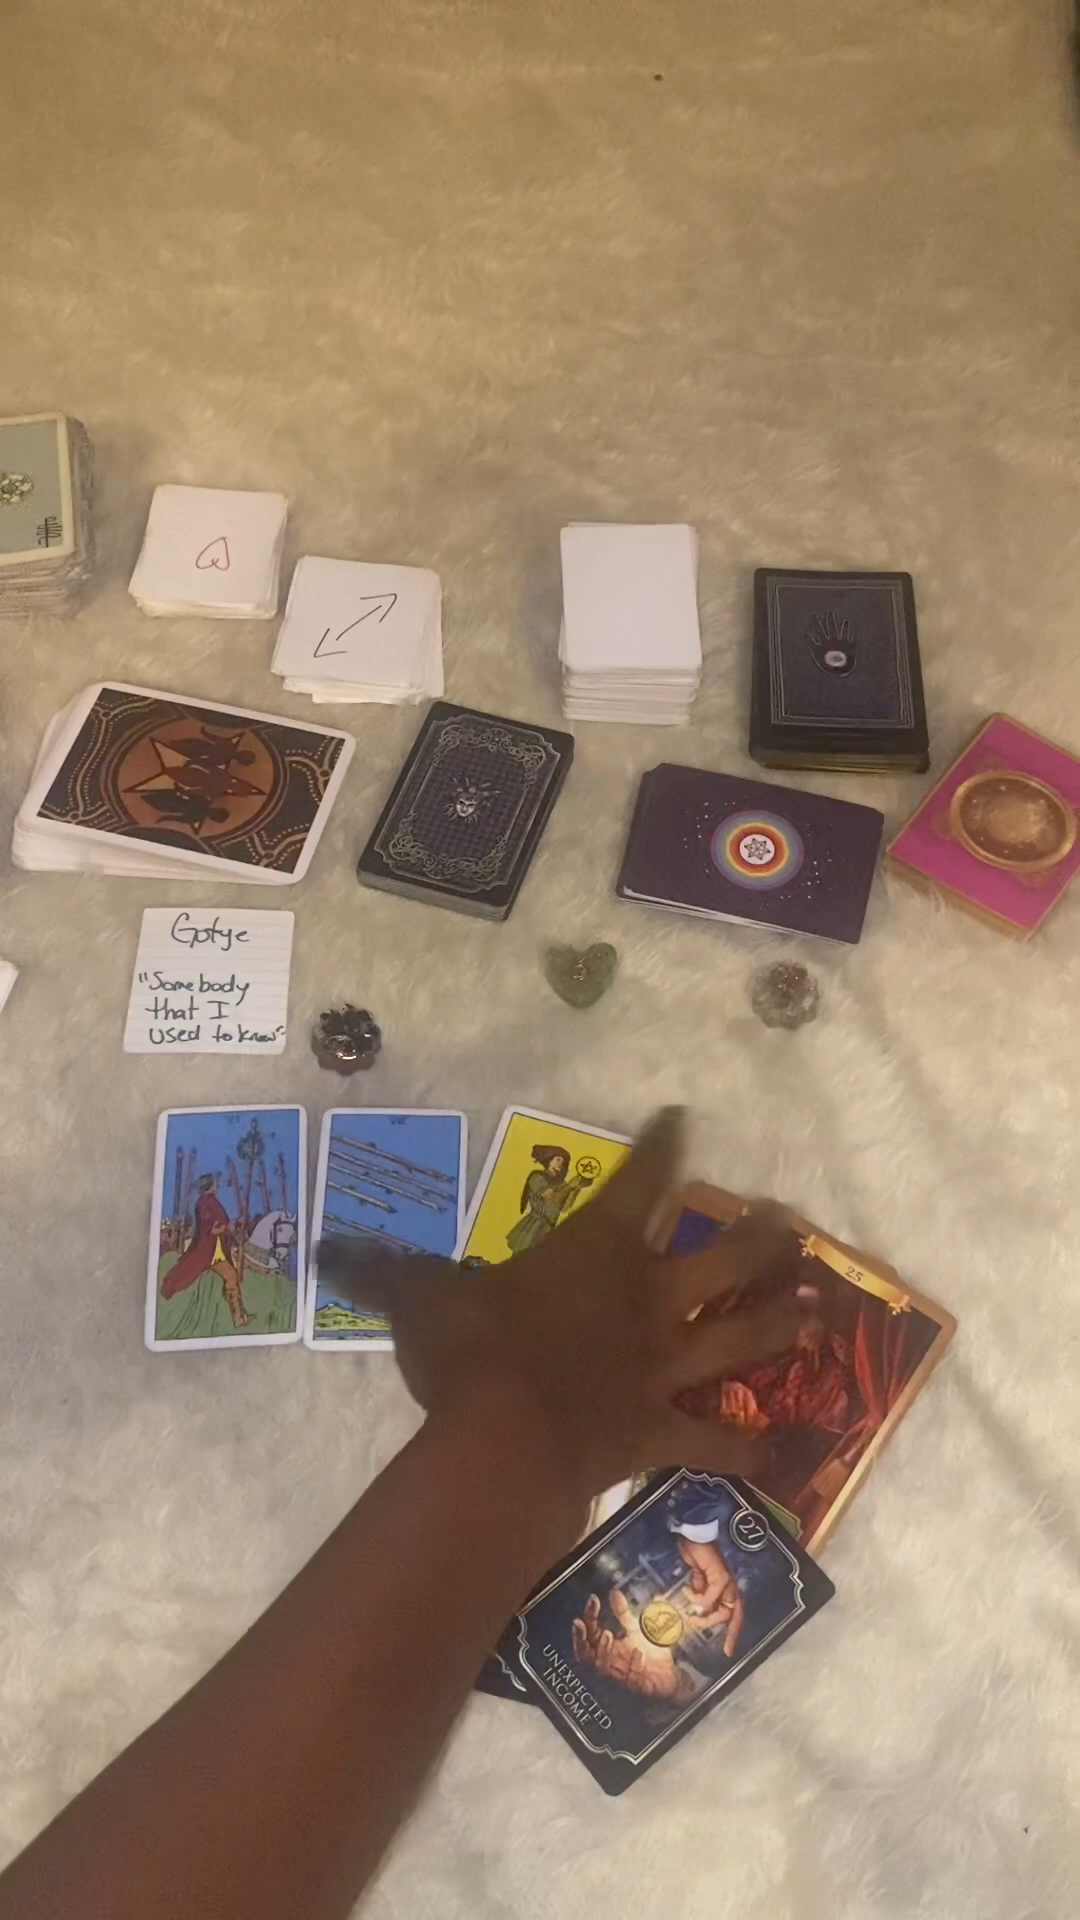 Gotye
"Somebody
that I
used to know"
25
27
UNEXPECTED
INCOME